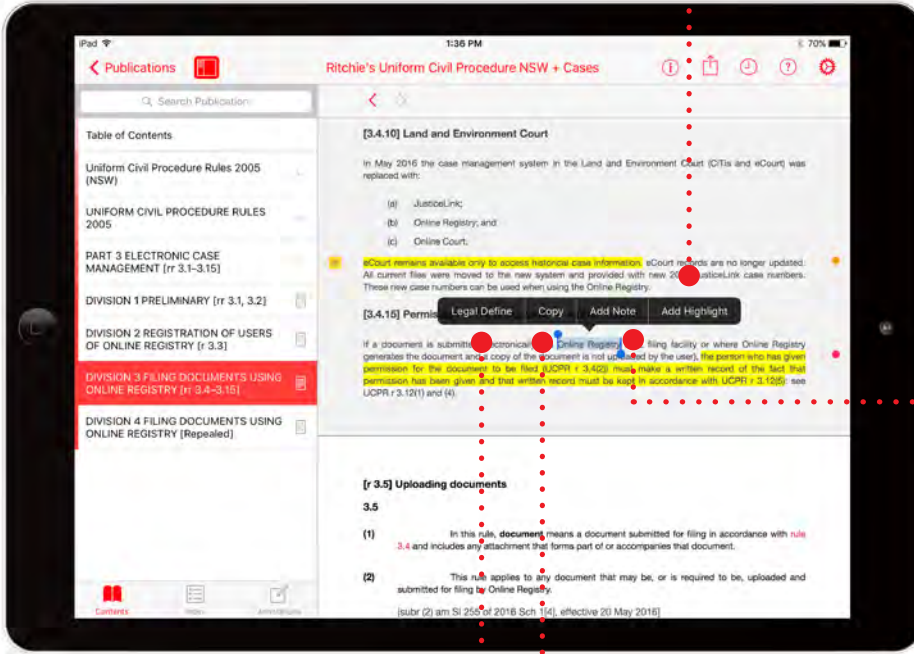 iPad
1:36 PM
70%
Publications
Ritchie's Uniform Civil Procedure NSW + Cases
Search Publications
Table of Contents
Uniform Civil Procedure Rules 2005
(NSW)
UNIFORM CIVIL PROCEDURE RULES
2005
PART 3 ELECTRONIC CASE
MANAGEMENT [rr 3.1–3.15]
DIVISION 1 PRELIMINARY [rr 3.1, 3.2]
DIVISION 2 REGISTRATION OF USERS
OF ONLINE REGISTRY [r 3.3]
DIVISION 3 FILING DOCUMENTS USING
ONLINE REGISTRY [rr 3.4–3.15]
DIVISION 4 FILING DOCUMENTS USING
ONLINE REGISTRY [Repealed]
Contents
Index
Annotations
[3.4.10] Land and Environment Court
In May 2016 the case management system in the Land and Environment Court (CITis and eCourt) was
replaced with:
(a) JusticeLink;
(b) Online Registry; and
(c) Online Court.
eCourt remains available only to access historical case information. eCourt records are no longer updated.
All current files were moved to the new system and provided with new JusticeLink case numbers.
These new case numbers can be used when using the Online Registry.
[3.4.15]
Legal Define
Copy
Add Note
Add Highlight
If a document is submitted Online Registry filing facility or where Online Registry
generates the document and a copy of the document is not uploaded by the user), the person who has given
permission for the document to be filed (UCPR r 3.4(2)) must make a written record of the fact that
permission has been given and that written record must be kept in accordance with UCPR r 3.12(5): see
UCPR r 3.12(1) and (4).
[r 3.5] Uploading documents
3.5
(1) In this rule, document means a document submitted for filing in accordance with rule
3.4 and includes any attachment that forms part of or accompanies that document.
(2) This rule applies to any document that may be, or is required to be, uploaded and
submitted for filing by Online Registry.
(subr (2) am SI 255 of 2016 Sch 1[4], effective 20 May 2016]